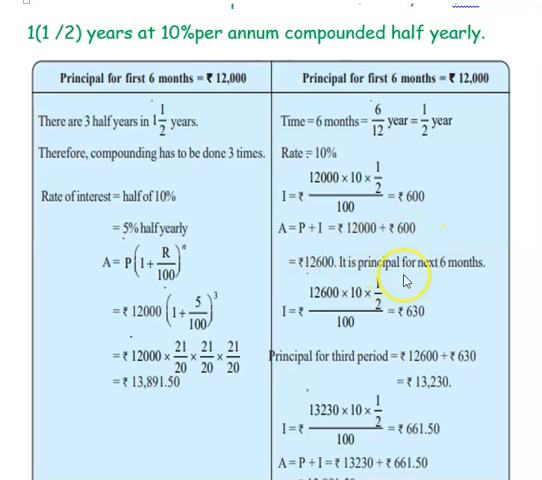 1(1 /2) years at 10%per annum compounded half yearly.
Principal for first 6 months = ₹ 12,000
There are 3 half years in 1 1/2 years.
Therefore, compounding has to be done 3 times.
Rate of interest = half of 10%
= 5% half yearly
A = P(1 + R/100)^n
= ₹ 12000 (1 + 5/100)^3
= ₹ 12000 × 21/20 × 21/20 × 21/20
= ₹ 13,891.50
Principal for first 6 months = ₹ 12,000
Time = 6 months = 6/12 year = 1/2 year
Rate = 10%
I = ₹ (12000 × 10 × 1/2)/100 = ₹ 600
A = P + I = ₹ 12000 + ₹ 600
= ₹12600. It is principal for next 6 months.
I = ₹ (12600 × 10 × 1/2)/100 = ₹ 630
Principal for third period = ₹ 12600 + ₹ 630
= ₹ 13,230.
I = ₹ (13230 × 10 × 1/2)/100 = ₹ 661.50
A = P + I = ₹ 13230 + ₹ 661.50